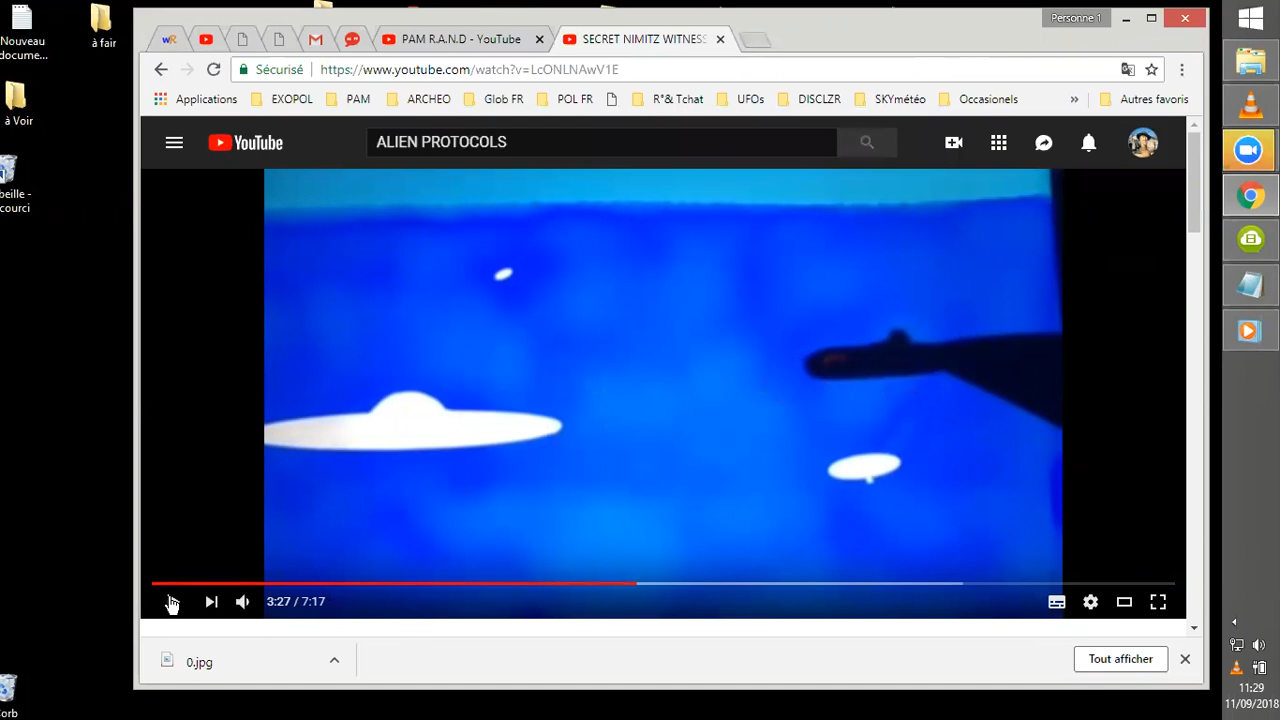 Nouveau
docume...
à fair
à Voir
beille -
courci
Corb
Personne 1
PAM R.A.N.D - YouTube
SECRET NIMITZ WITNESS
Sécurisé
https://www.youtube.com/watch?v=LcONLNAwV1E
Applications
EXOPOL
PAM
ARCHEO
Glob FR
POL FR
R°& Tchat
UFOs
DISCLZR
SKYmétéo
Occasionels
»
Autres favoris
YouTube
ALIEN PROTOCOLS
3:27 / 7:17
0.jpg
Tout afficher
11:29
11/09/2018